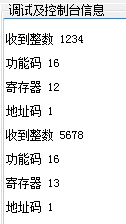 调试及控制台信息
收到整数 1234
功能码 16
寄存器 12
地址码 1
收到整数 5678
功能码 16
寄存器 13
地址码 1